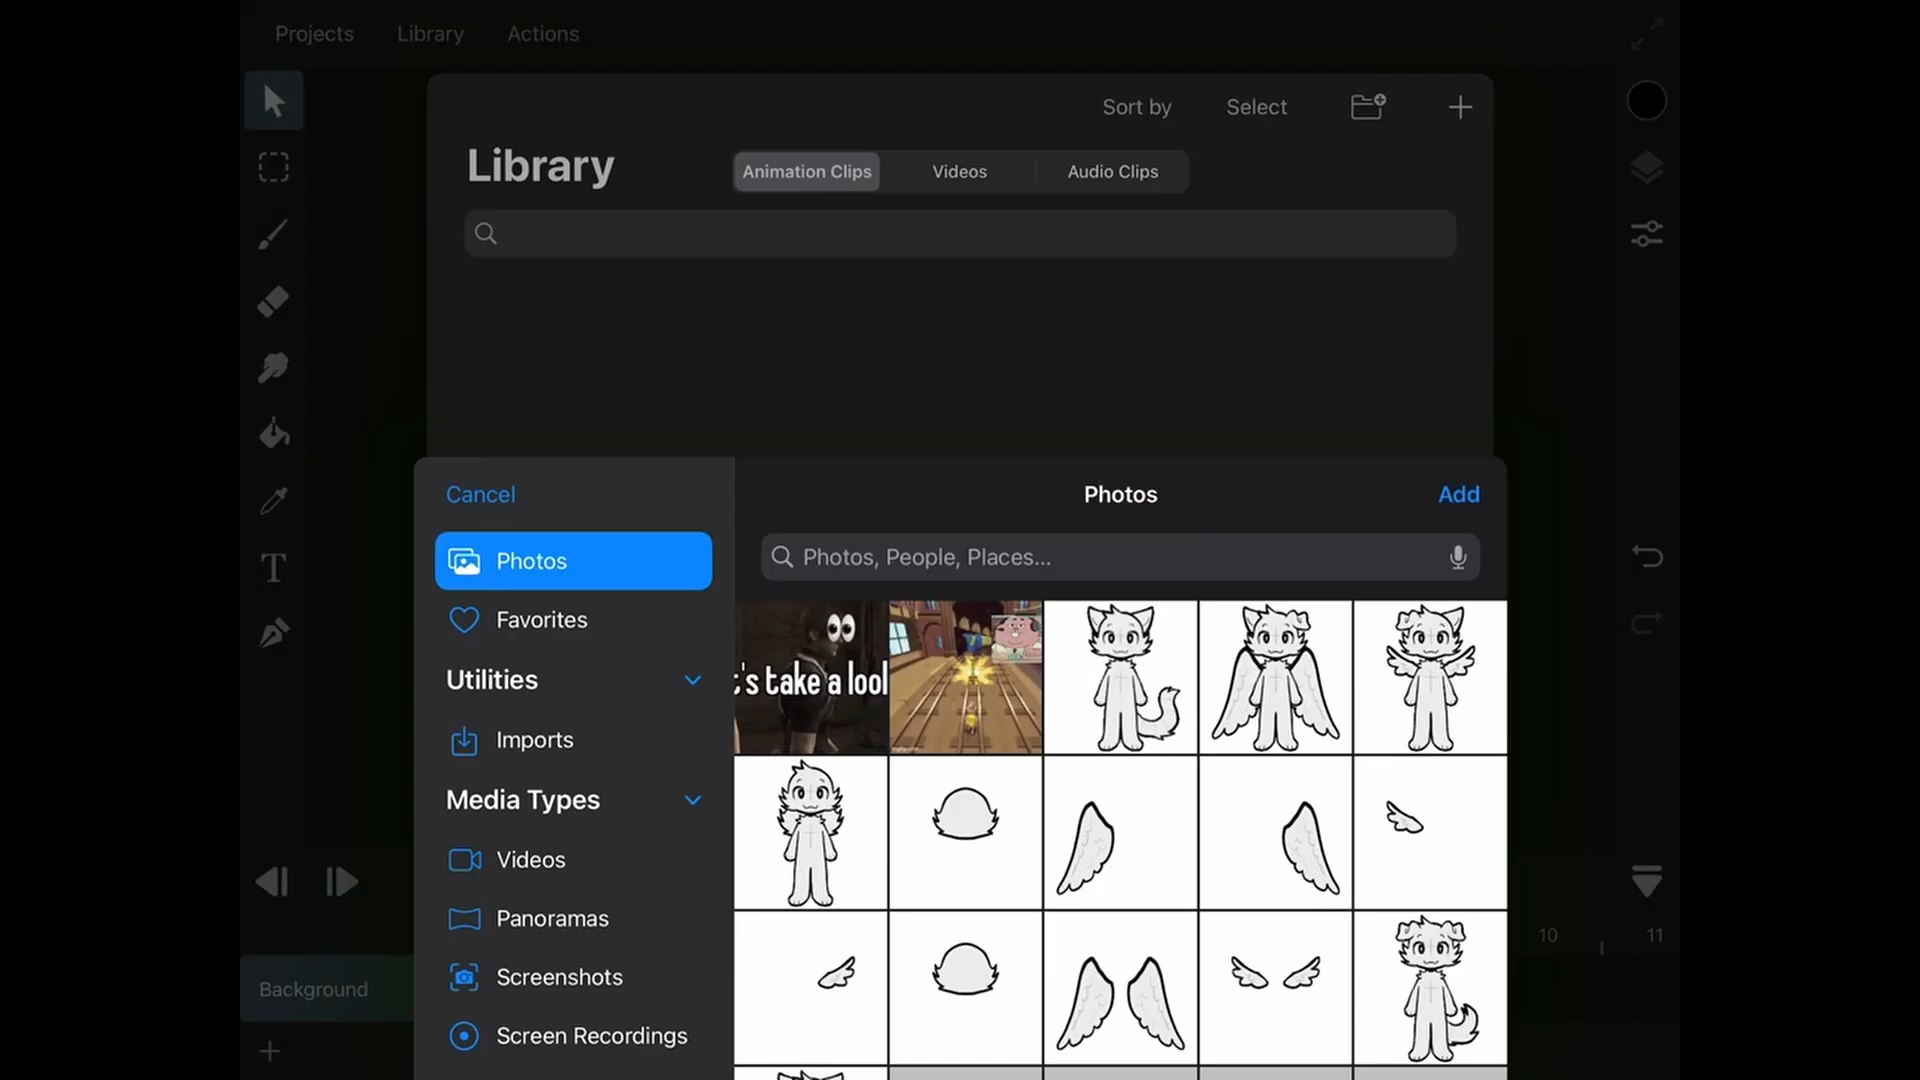 Projects Library Actions
Sort by Select
Library
Animation Clips Videos Audio Clips
Cancel
Photos
Add
Photos
Photos, People, Places...
Favorites
Utilities
Imports
Media Types
Videos
Panoramas
Screenshots
Screen Recordings
's take a look
T
10 11
Background